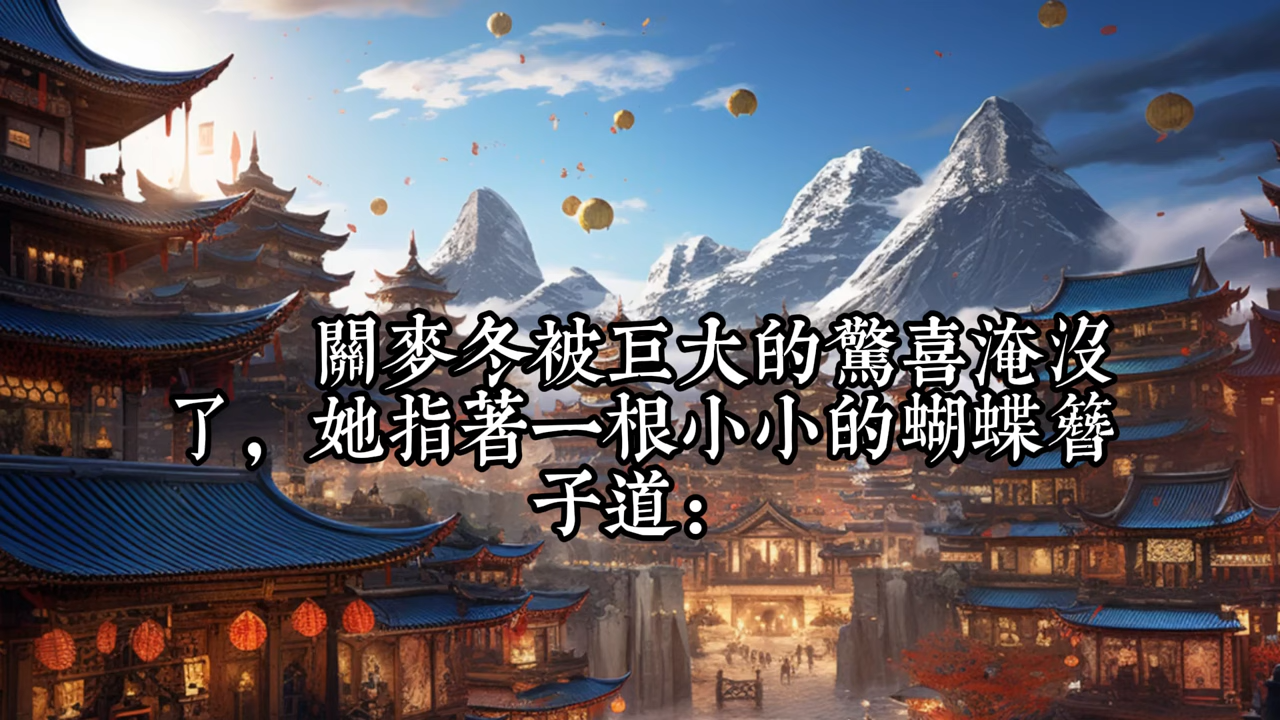 關麥冬被巨大的驚喜淹沒
了，她指著一根小小的蝴蝶簪
子道：